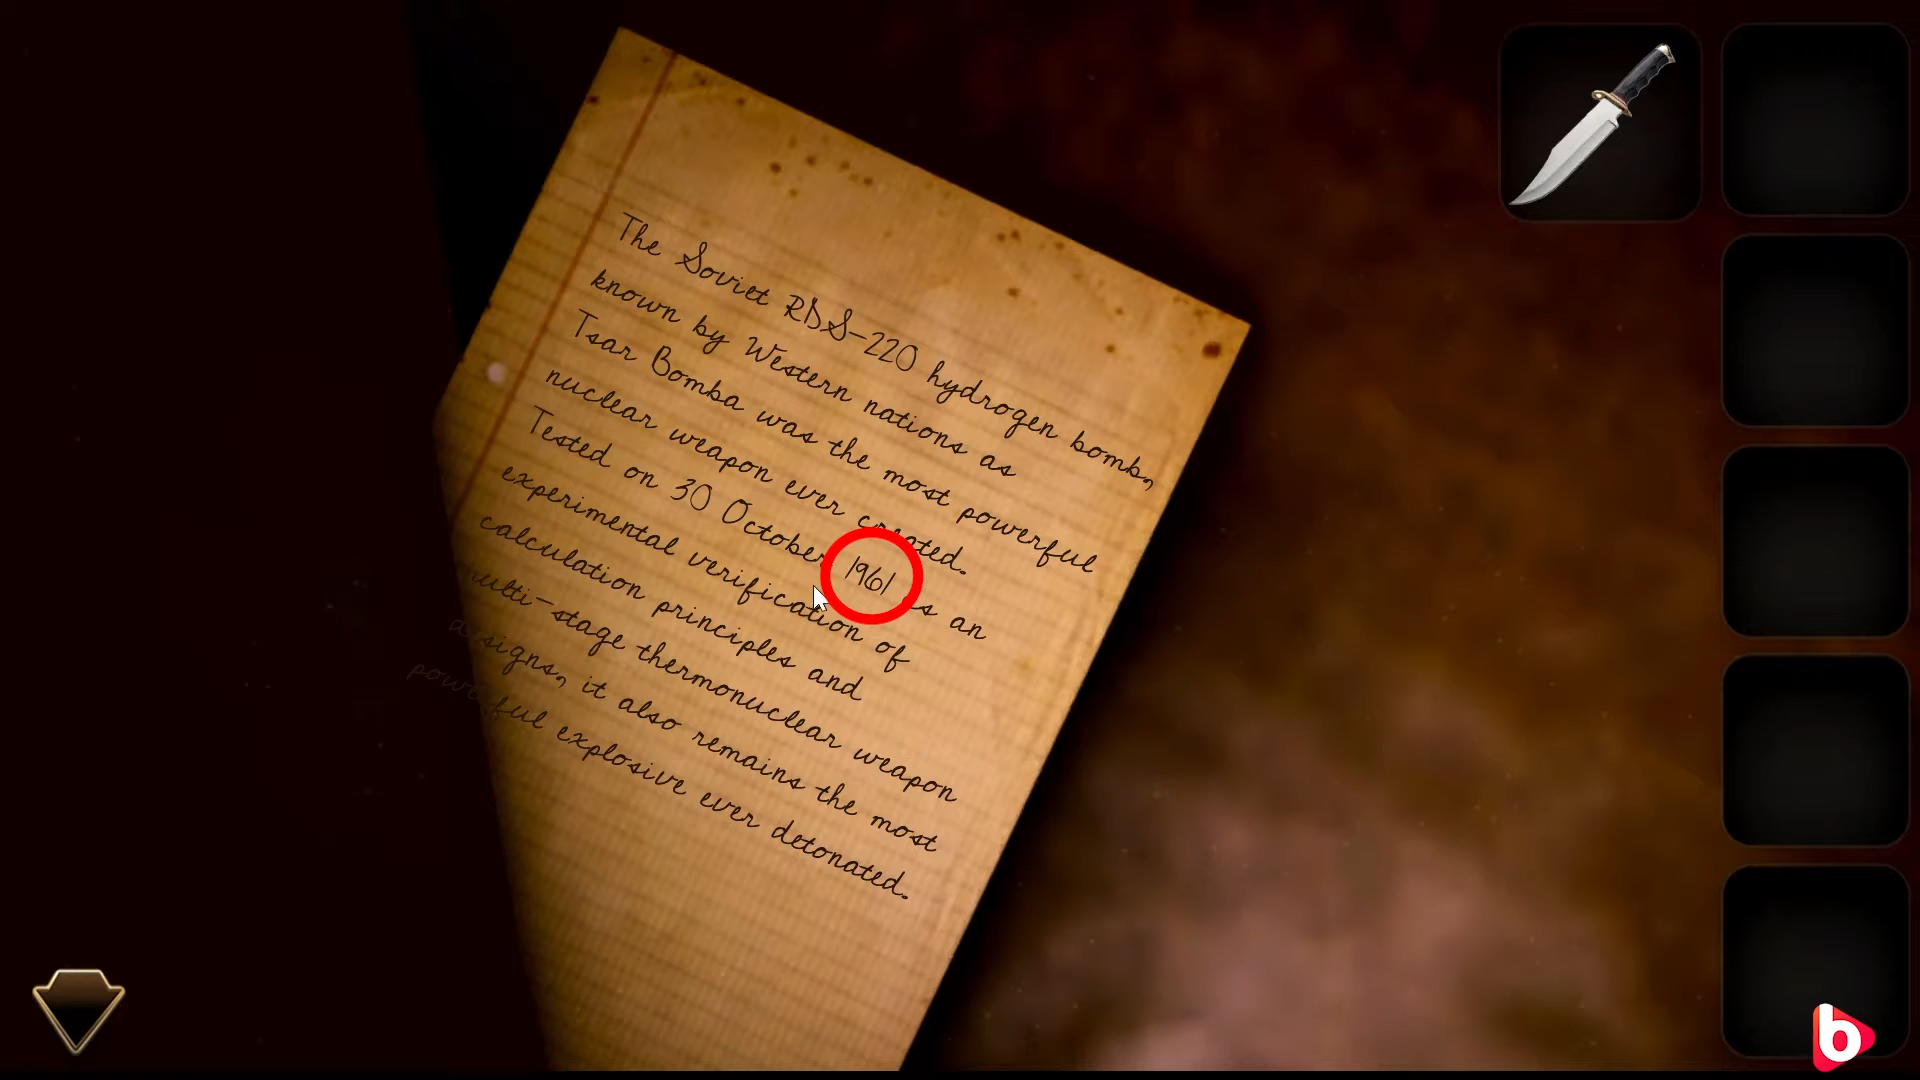 The Soviet RDS-220 hydrogen bomb,
known by Western nations as
Tsar Bomba was the most powerful
nuclear weapon ever created.
Tested on 30 October 1961 as an
experimental verification of
calculation principles and
multi-stage thermonuclear weapon
designs, it also remains the most
powerful explosive ever detonated.
b